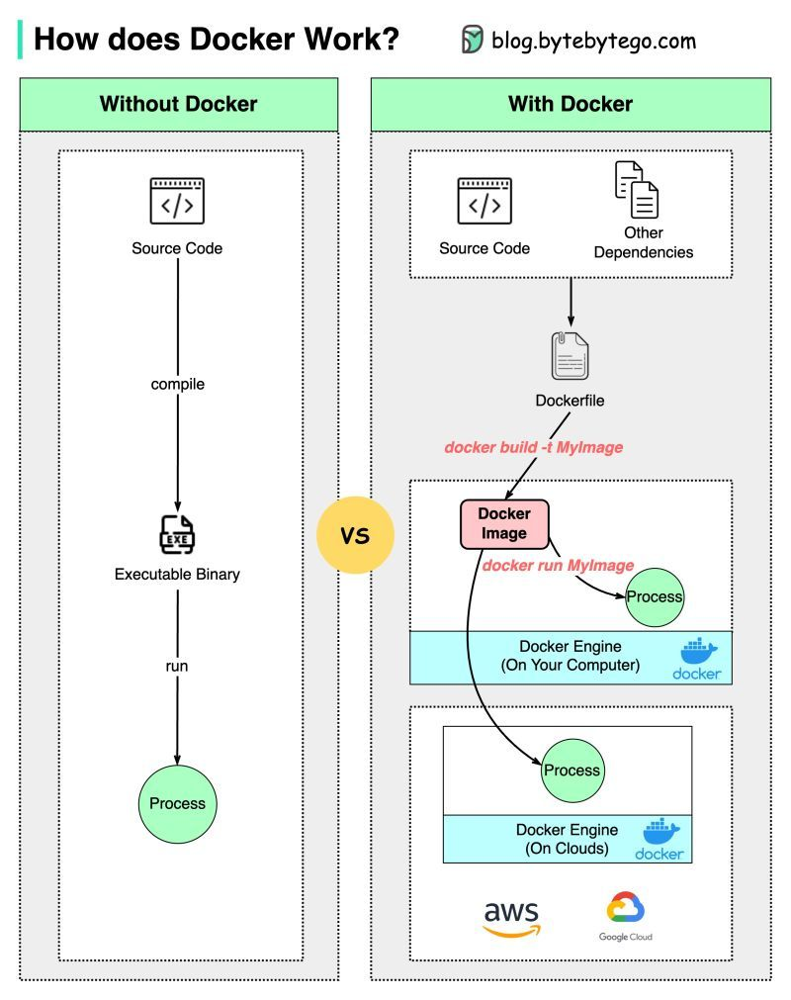 How does Docker Work?
blog.bytebytego.com
Without Docker
Source Code
compile
EXE
Executable Binary
run
Process
VS
With Docker
Source Code
Other
Dependencies
Dockerfile
docker build -t MyImage
Docker
Image
docker run MyImage
Process
Docker Engine
(On Your Computer)
docker
Process
Docker Engine
(On Clouds)
docker
aws
Google Cloud